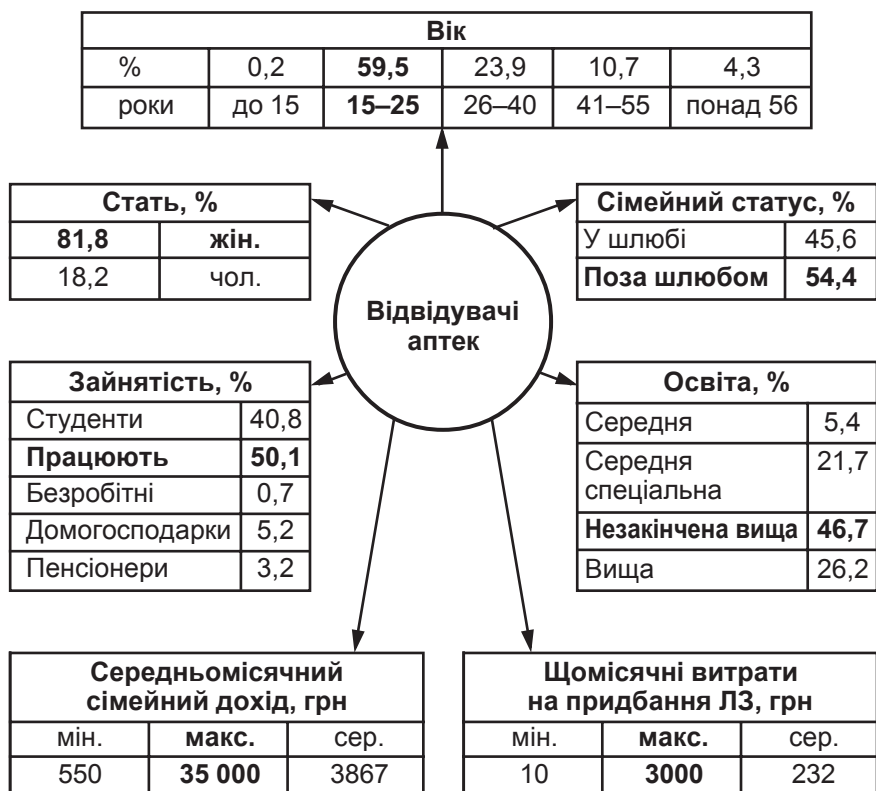 Вік
% 0,2 59,5 23,9 10,7 4,3
роки до 15 15–25 26–40 41–55 понад 56
Стать, %
81,8 жін.
18,2 чол.
Сімейний статус, %
У шлюбі 45,6
Поза шлюбом 54,4
Відвідувачі
аптек
Зайнятість, %
Студенти 40,8
Працюють 50,1
Безробітні 0,7
Домогосподарки 5,2
Пенсіонери 3,2
Освіта, %
Середня 5,4
Середня
спеціальна 21,7
Незакінчена вища 46,7
Вища 26,2
Середньомісячний
сімейний дохід, грн
мін. макс. сер.
550 35 000 3867
Щомісячні витрати
на придбання ЛЗ, грн
мін. макс. сер.
10 3000 232